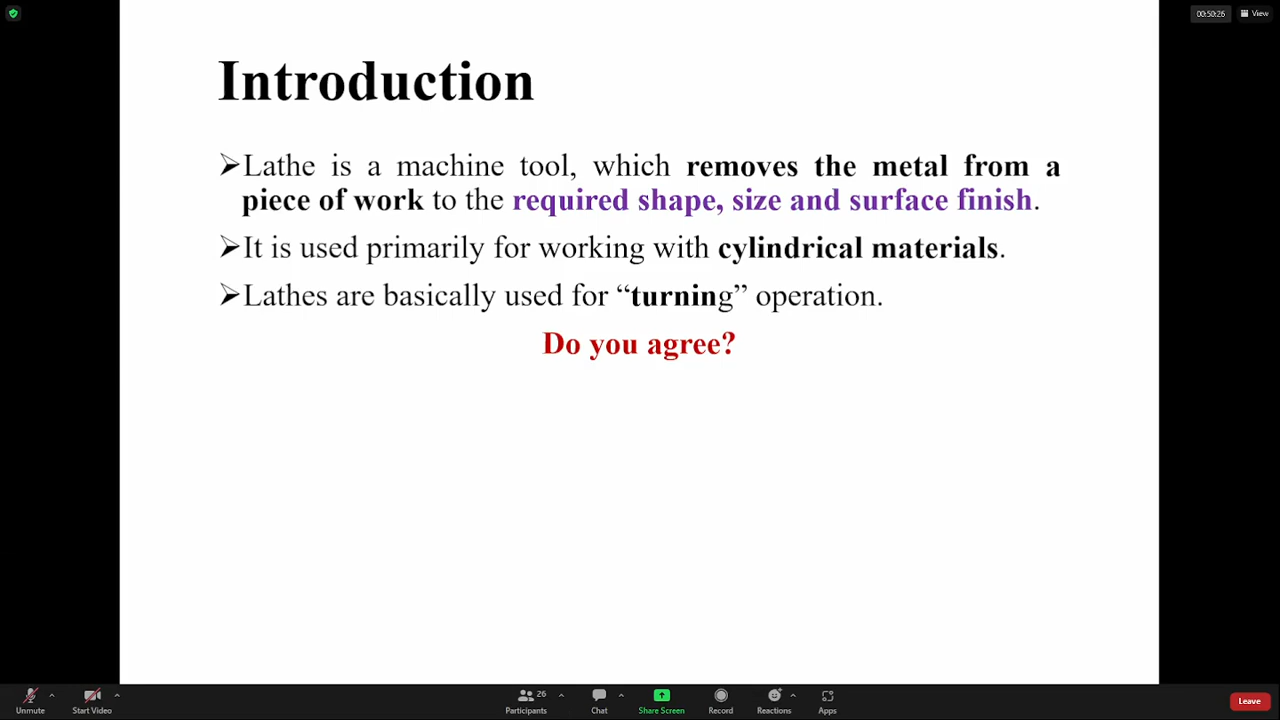 00:50:26 View
Introduction
➢Lathe is a machine tool, which removes the metal from a
piece of work to the required shape, size and surface finish.
➢It is used primarily for working with cylindrical materials.
➢Lathes are basically used for “turning” operation.
Do you agree?
26
Unmute Start Video Participants Chat Share Screen Record Reactions Apps Leave